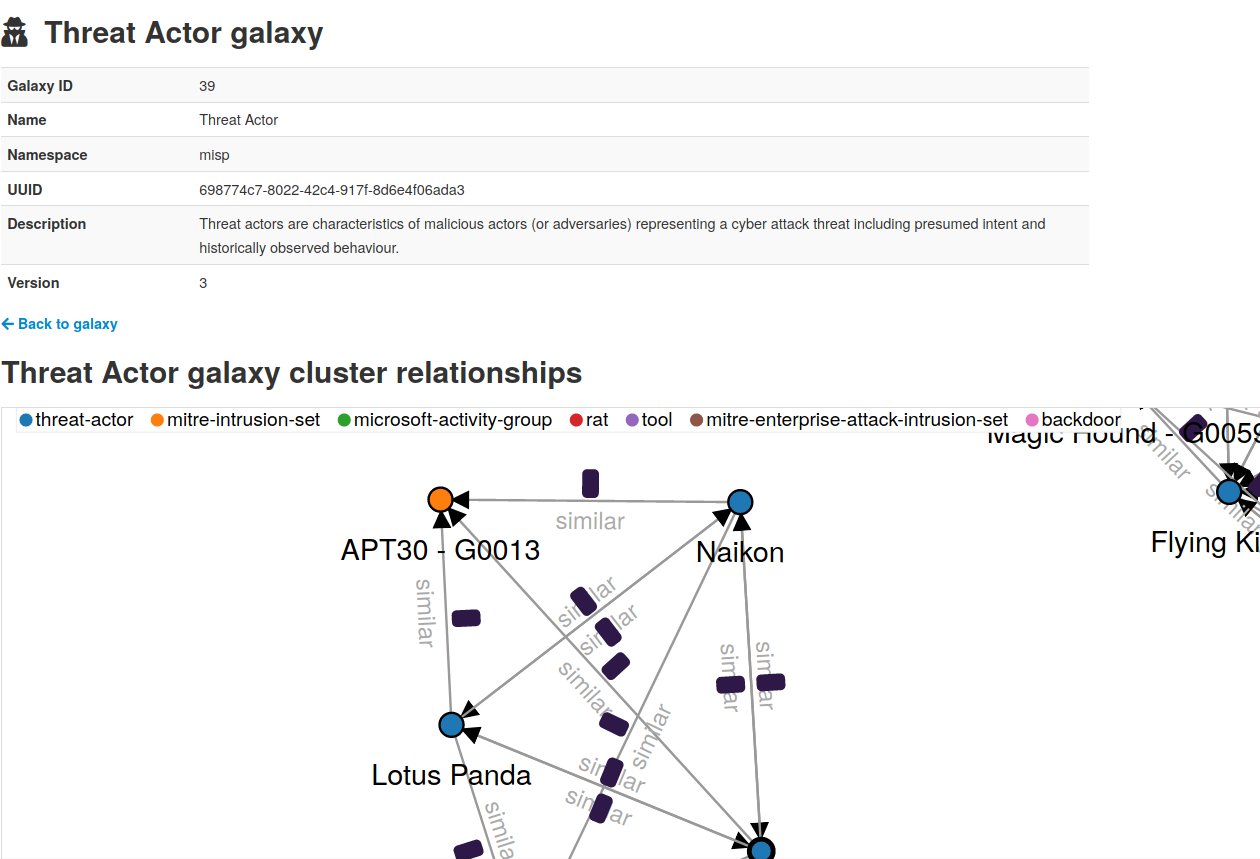 Threat Actor galaxy
Galaxy ID 39
Name Threat Actor
Namespace misp
UUID 698774c7-8022-42c4-917f-8d6e4f06ada3
Description Threat actors are characteristics of malicious actors (or adversaries) representing a cyber attack threat including presumed intent and
historically observed behaviour.
Version 3
Back to galaxy
Threat Actor galaxy cluster relationships
threat-actor mitre-intrusion-set microsoft-activity-group rat tool mitre-enterprise-attack-intrusion-set backdoor
Magic Hound - G0059
similar
similar
similar
APT30 - G0013
Naikon
Flying Ki
similar
similar
similar
similar
similar
similar
similar
Lotus Panda
similar
similar
similar
simila